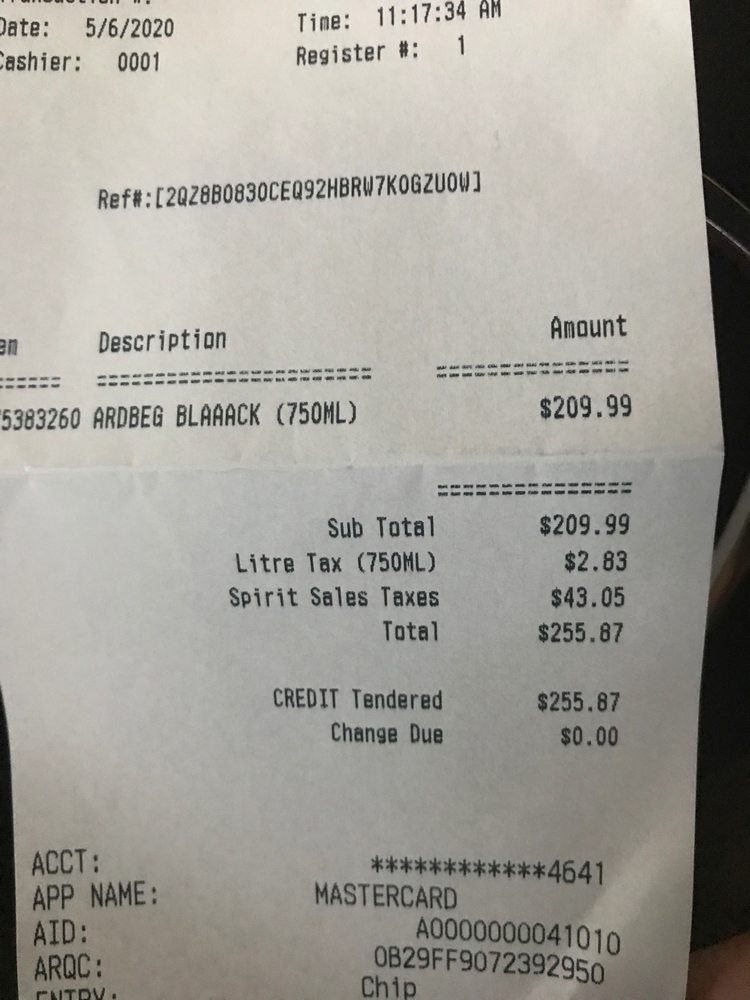 Date: 5/6/2020 Time: 11:17:34 AM
Cashier: 0001 Register #: 1
Ref#:[2QZ8B083OCEQ92HBRW7KOGZUOW]
Description Amount
====== ====================== ===============
5383260 ARDBEG BLAAACK (750ML) $209.99
===============
Sub Total $209.99
Litre Tax (750ML) $2.83
Spirit Sales Taxes $43.05
Total $255.87
CREDIT Tendered $255.87
Change Due $0.00
ACCT: ************4641
APP NAME: MASTERCARD
AID: A0000000041010
ARQC: 0B29FF9072392950
ENTRY: Chip